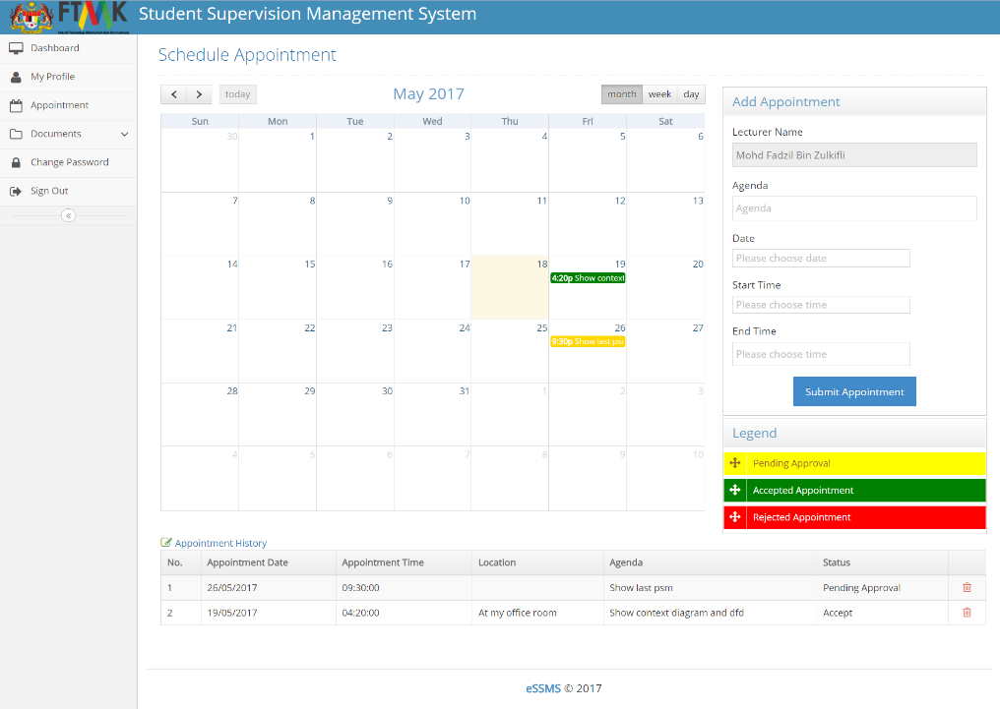 FTMK Student Supervision Management System
Dashboard
My Profile
Appointment
Documents
Change Password
Sign Out
Schedule Appointment
today
May 2017
month week day
Sun Mon Tue Wed Thu Fri Sat
30 1 2 3 4 5 6
7 8 9 10 11 12 13
14 15 16 17 18 19 20
4:20p Show context
21 22 23 24 25 26 27
9:30p Show last psm
28 29 30 31 1 2 3
4 5 6 7 8 9 10
Add Appointment
Lecturer Name
Mohd Fadzil Bin Zulkifli
Agenda
Agenda
Date
Please choose date
Start Time
Please choose time
End Time
Please choose time
Submit Appointment
Legend
Pending Approval
Accepted Appointment
Rejected Appointment
Appointment History
No. Appointment Date Appointment Time Location Agenda Status
1 26/05/2017 09:30:00 Show last psm Pending Approval
2 19/05/2017 04:20:00 At my office room Show context diagram and dfd Accept
eSSMS © 2017